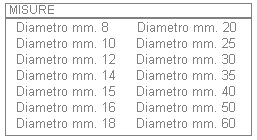 MISURE
Diametro mm. 8 Diametro mm. 20
Diametro mm. 10 Diametro mm. 25
Diametro mm. 12 Diametro mm. 30
Diametro mm. 14 Diametro mm. 35
Diametro mm. 15 Diametro mm. 40
Diametro mm. 16 Diametro mm. 50
Diametro mm. 18 Diametro mm. 60